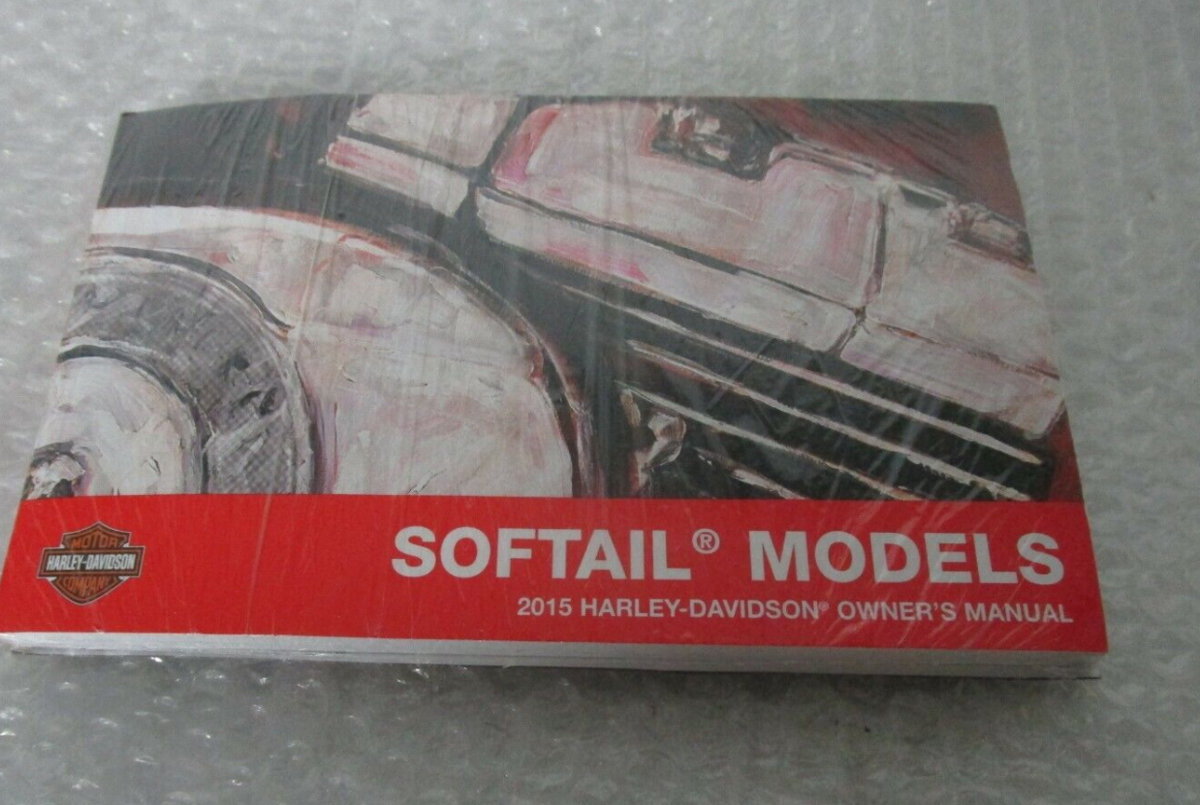 MOTOR
HARLEY-DAVIDSON
COMPANY
SOFTAIL® MODELS
2015 HARLEY-DAVIDSON® OWNER'S MANUAL